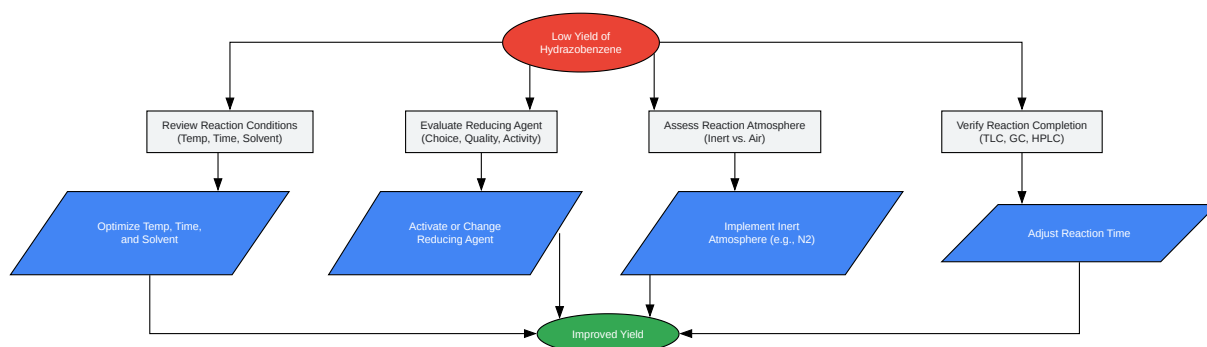 Low Yield of
Hydrazobenzene
Review Reaction Conditions
(Temp, Time, Solvent)
Evaluate Reducing Agent
(Choice, Quality, Activity)
Assess Reaction Atmosphere
(Inert vs. Air)
Verify Reaction Completion
(TLC, GC, HPLC)
Optimize Temp, Time,
and Solvent
Activate or Change
Reducing Agent
Implement Inert
Atmosphere (e.g., N2)
Adjust Reaction Time
Improved Yield